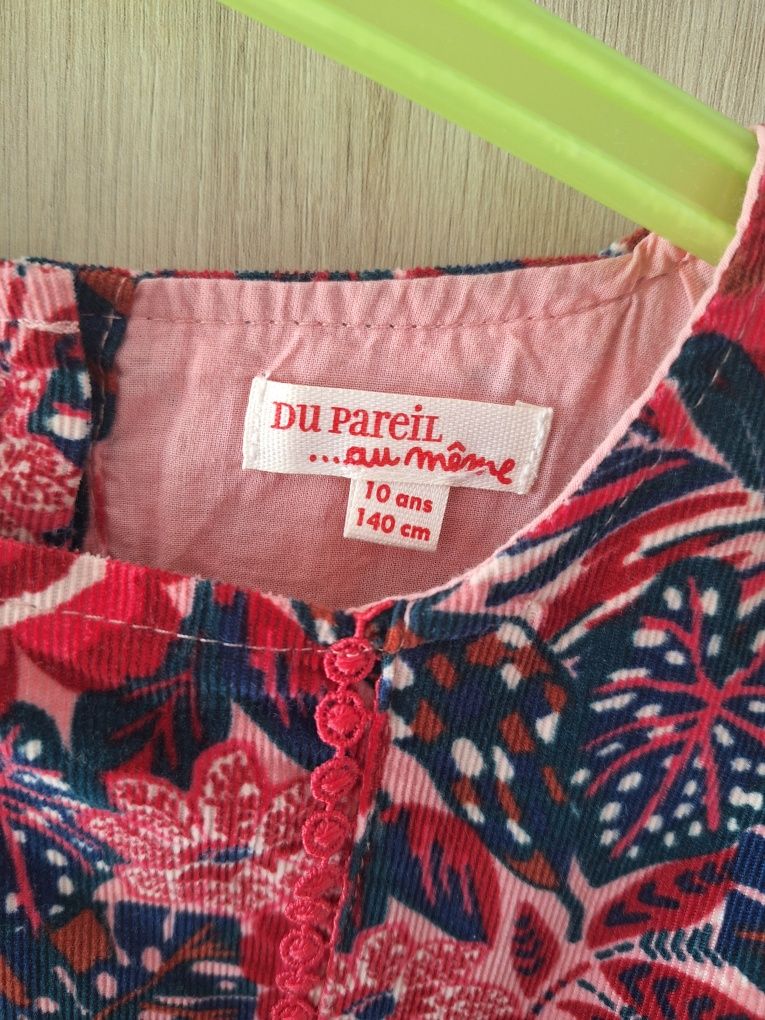 DU PAREIL
...au même
10 ans
140 cm